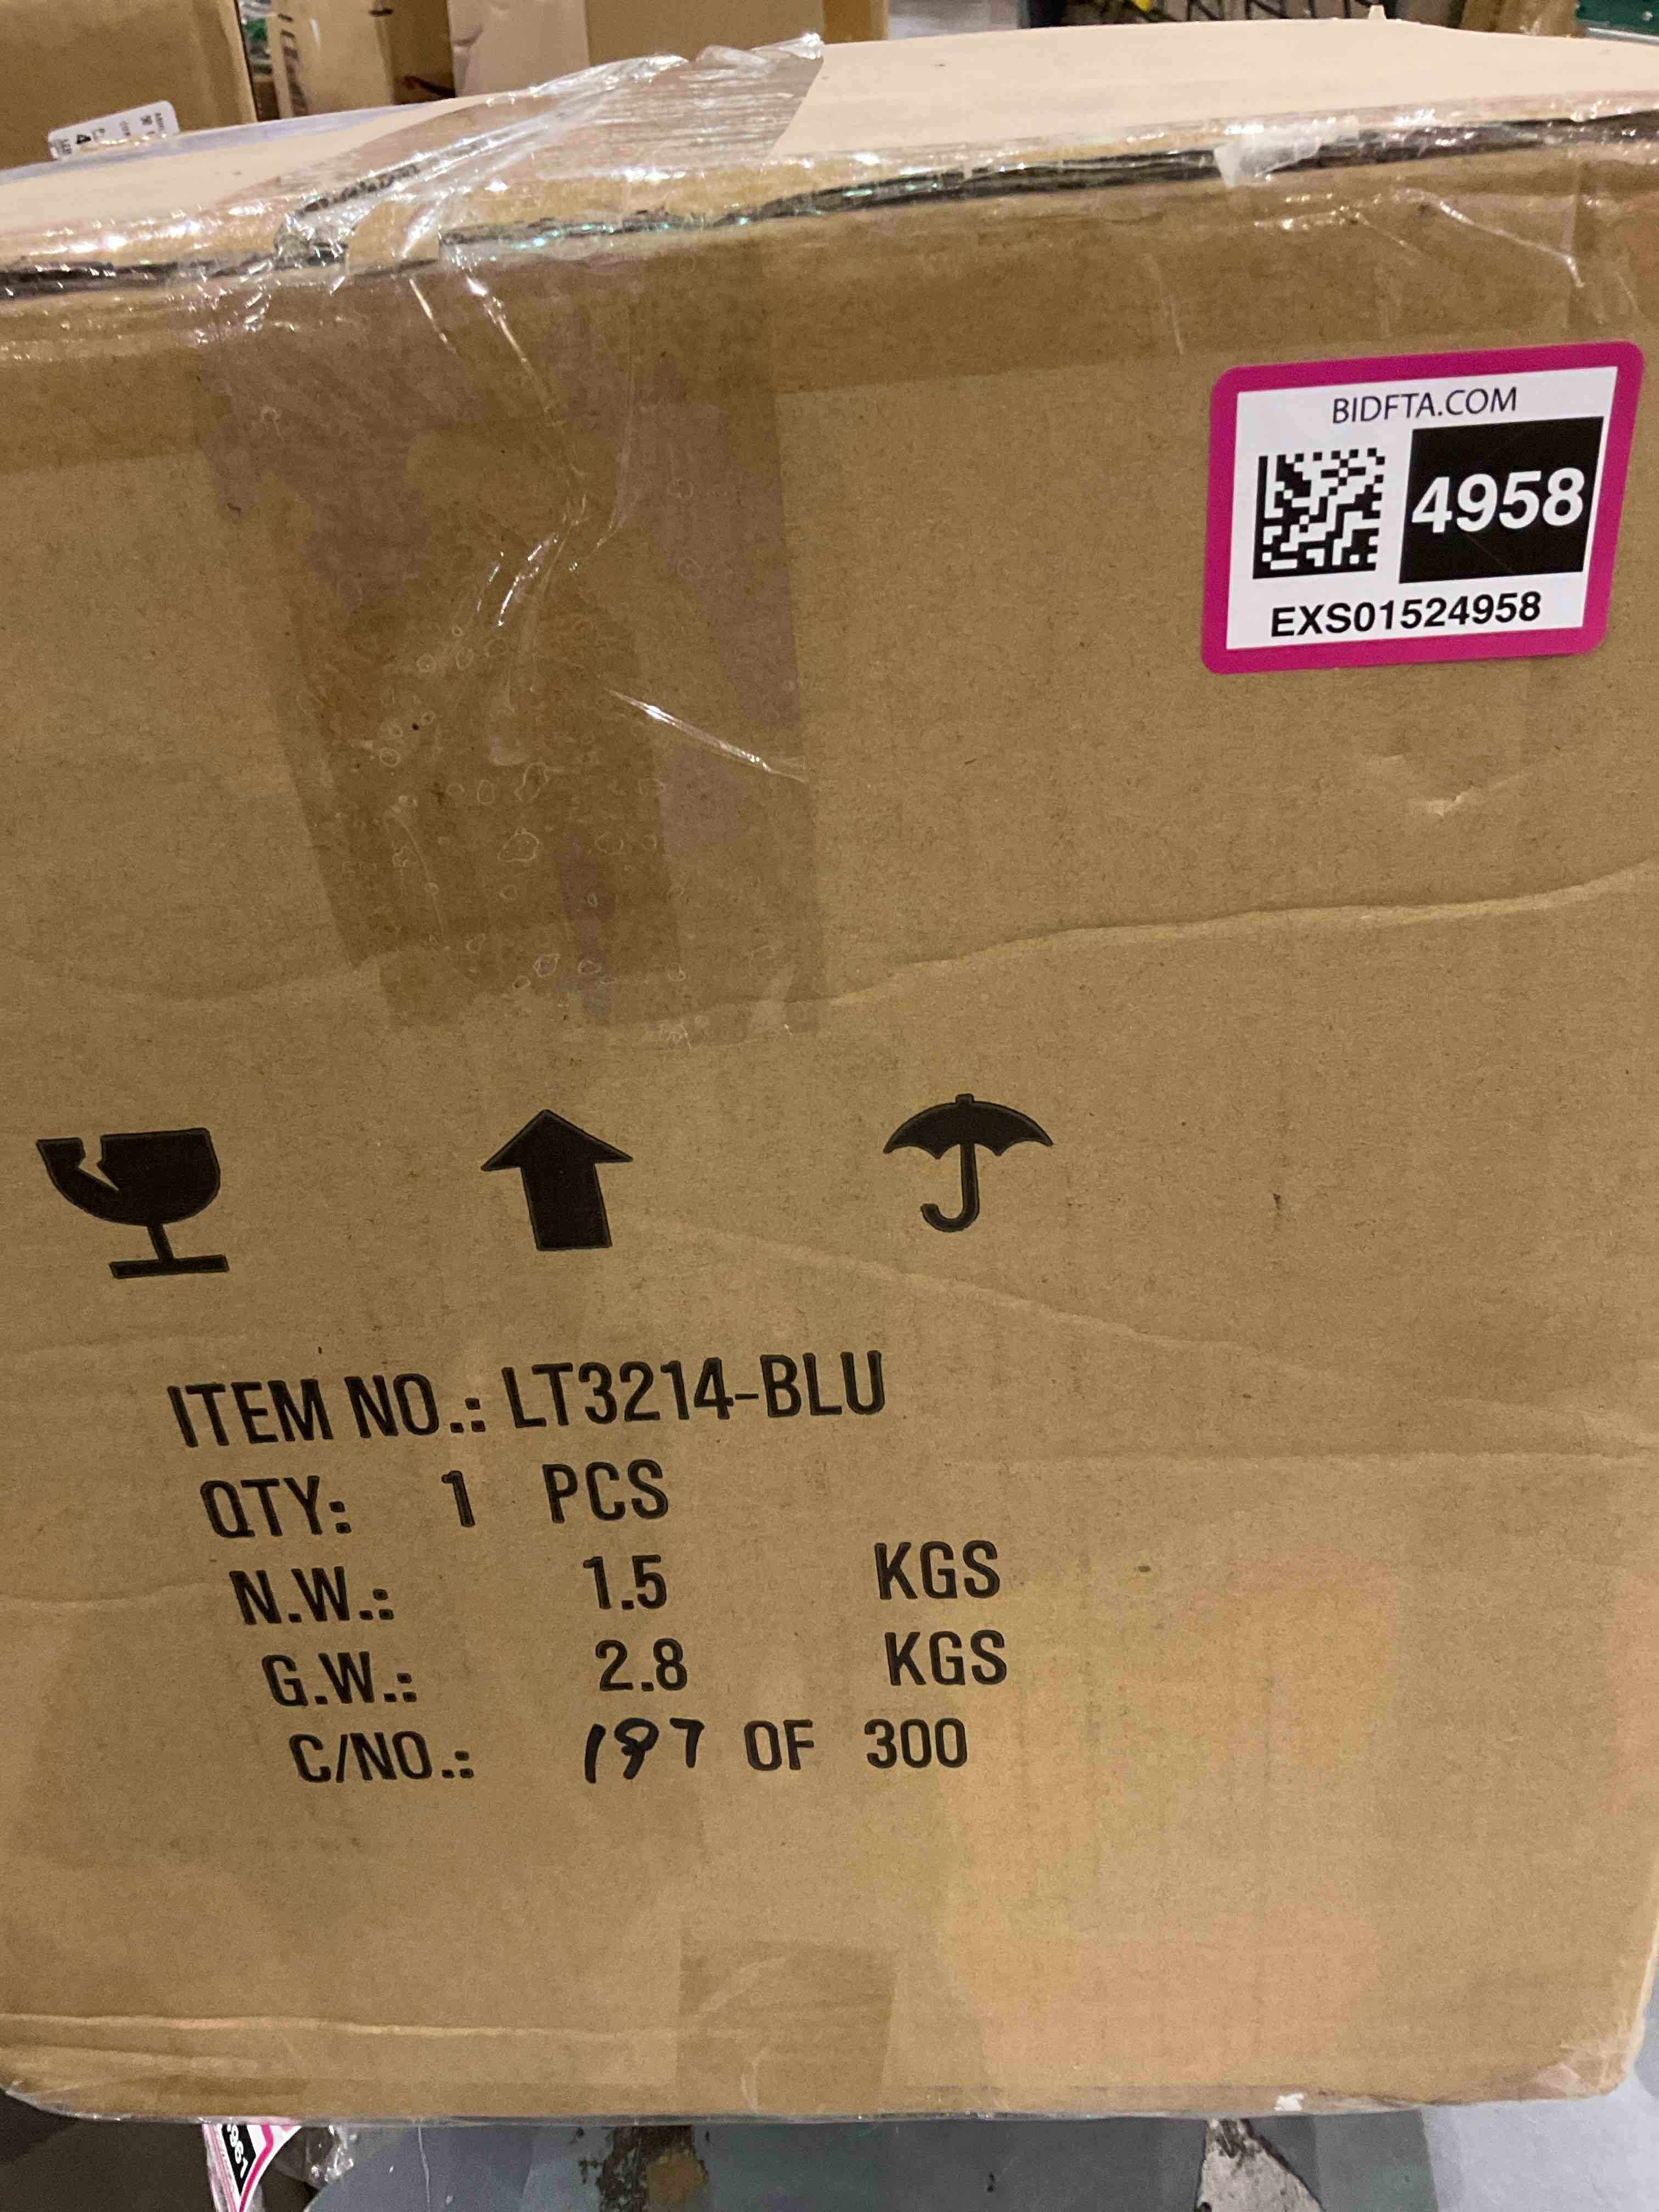 BIDFTA.COM
4958
EXS01524958
ITEM NO.: LT3214-BLU
QTY: 1 PCS
N.W.: 1.5 KGS
G.W.: 2.8 KGS
C/NO.: 197 OF 300